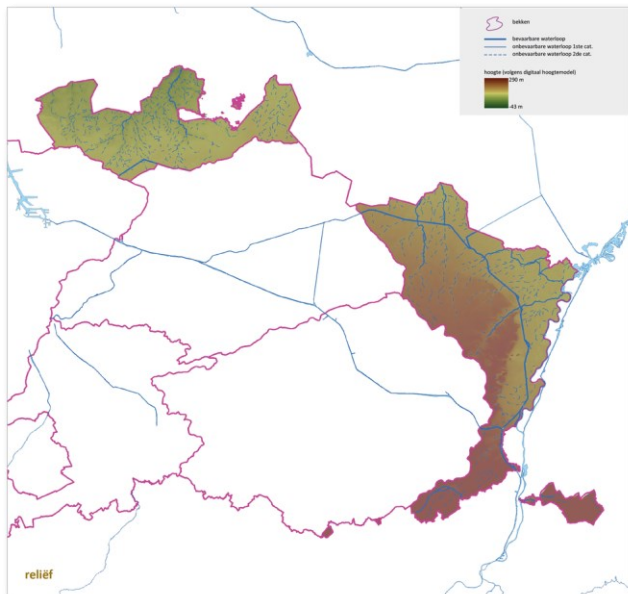 bekken
bevaarbare waterloop
onbevaarbare waterloop 1ste cat.
onbevaarbare waterloop 2de cat.
hoogte (volgens digitaal hoogtemodel)
290 m
-43 m
reliëf